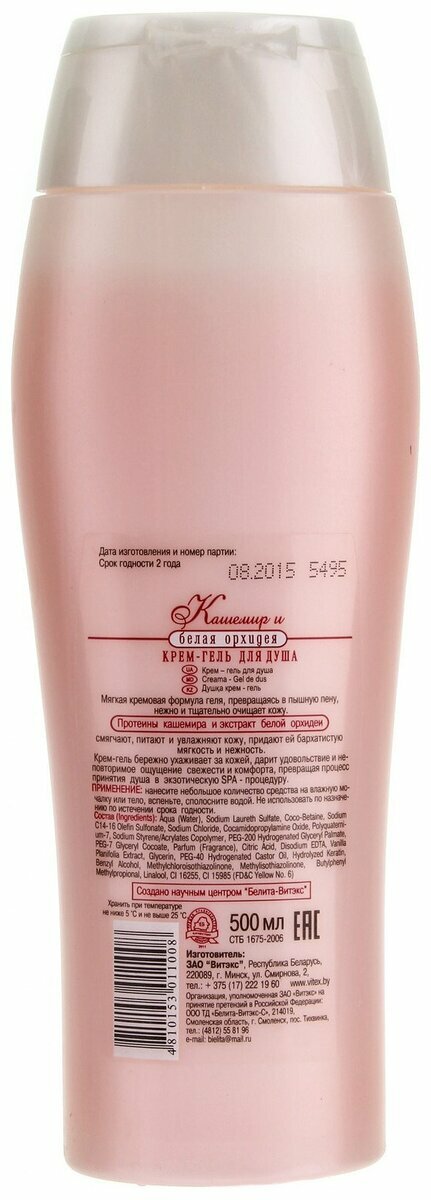 Дата изготовления и номер партии:
Срок годности 2 года
08.2015 5495
Кашемир и
белая орхидея
КРЕМ-ГЕЛЬ ДЛЯ ДУША
UA Крем – гель для душа
MD Creama - Gel de dus
KZ Душқа крем - гель
Мягкая кремовая формула геля, превращаясь в пышную пену,
нежно и тщательно очищает кожу.
Протеины кашемира и экстракт белой орхидеи
смягчают, питают и увлажняют кожу, придают ей бархатистую
мягкость и нежность.
Крем-гель бережно ухаживает за кожей, дарит удовольствие и не-
повторимое ощущение свежести и комфорта, превращая процесс
принятия душа в экзотическую SPA - процедуру.
ПРИМЕНЕНИЕ: нанесите небольшое количество средства на влажную мо-
чалку или тело, вспеньте, сполосните водой. Не использовать по назначе-
нию по истечении срока годности.
Состав (Ingredients): Aqua (Water), Sodium Laureth Sulfate, Coco-Betaine, Sodium
C14-16 Olefin Sulfonate, Sodium Chloride, Cocamidopropylamine Oxide, Polyquaterni-
um-7, Sodium Styrene/Acrylates Copolymer, PEG-200 Hydrogenated Glyceryl Palmate,
PEG-7 Glyceryl Cocoate, Parfum (Fragrance), Citric Acid, Disodium EDTA, Vanilla
Planifolia Extract, Glycerin, PEG-40 Hydrogenated Castor Oil, Hydrolyzed Keratin,
Benzyl Alcohol, Methylchloroisothiazolinone, Methylisothiazolinone, Butylphenyl
Methylpropional, Linalool, CI 16255, CI 15985 (FD&C Yellow No. 6)
Создано научным центром "Белита-Витэкс"
Хранить при температуре
не ниже 5°С и не выше 25°С
500 мл
СТБ 1675-2006
EAC
Изготовитель:
ЗАО "Витэкс", Республика Беларусь,
220089, г. Минск, ул. Смирнова, 2,
тел.: + 375 (17) 222 19 60 www.vitex.by
Организация, уполномоченная ЗАО «Витэкс» на
принятие претензий в Российской Федерации:
ООО ТД «Белита-Витэкс-С», 214019,
Смоленская область, г. Смоленск, пос. Тихвинка,
тел.: (4812) 55 81 96
e-mail: bielita@mail.ru
4810153011008